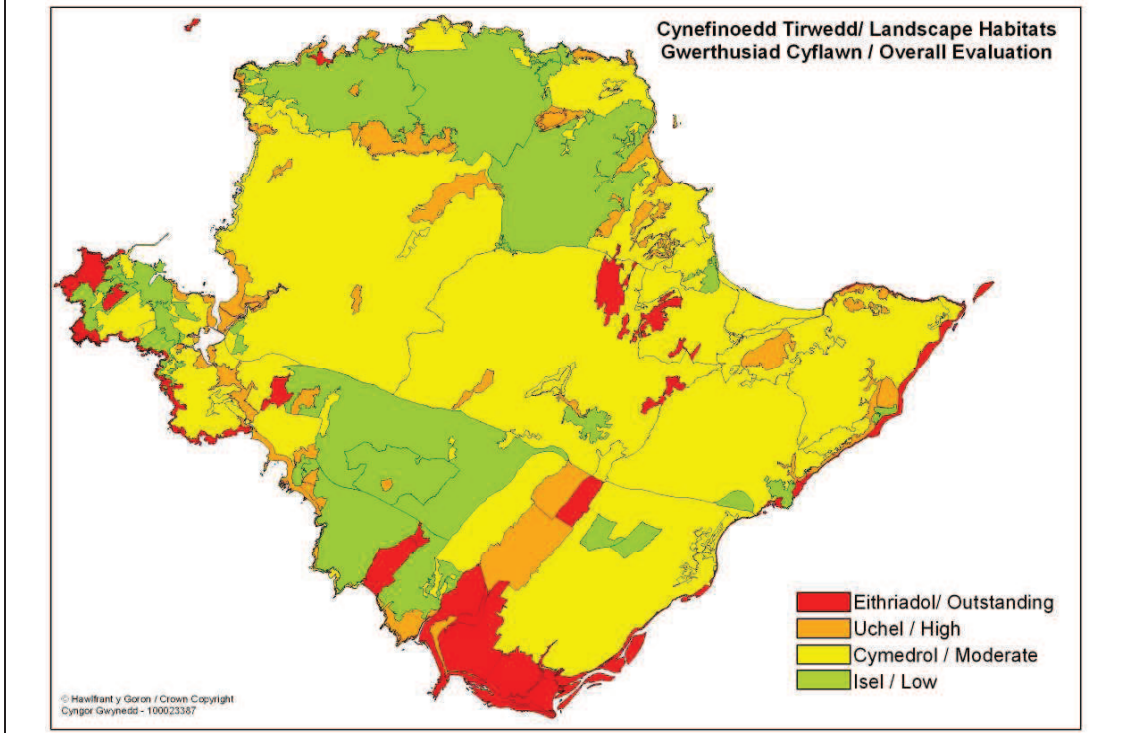 Cynefinoedd Tirwedd/ Landscape Habitats
Gwerthusiad Cyflawn / Overall Evaluation
Eithriadol/ Outstanding
Uchel / High
Cymedrol / Moderate
Isel / Low
© Hawlfrant y Goron / Crown Copyright
Cyngor Gwynedd - 100023387